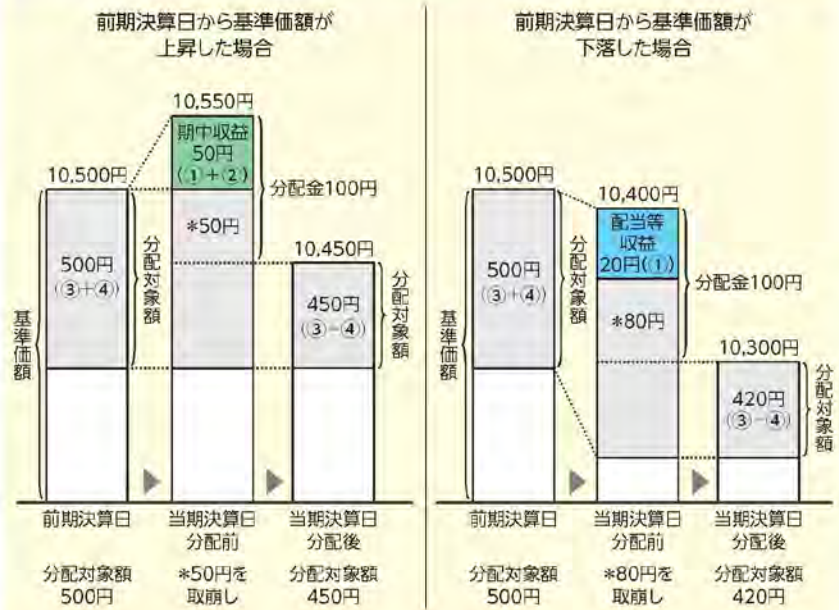 前期決算日から基準価額が
上昇した場合
10,550円
期中収益
50円
(①+②)
10,500円
分配金100円
*50円
10,450円
500円
(③+④)
分配対象額
450円
(③−④)
分配対象額
基準価額
前期決算日
当期決算日
分配前
当期決算日
分配後
分配対象額
500円
*50円を
取崩し
分配対象額
450円
前期決算日から基準価額が
下落した場合
10,500円
10,400円
配当等
収益
20円(①)
分配金100円
500円
(③+④)
分配対象額
*80円
10,300円
基準価額
420円
(③−④)
分配対象額
前期決算日
当期決算日
分配前
当期決算日
分配後
分配対象額
500円
*80円を
取崩し
分配対象額
420円